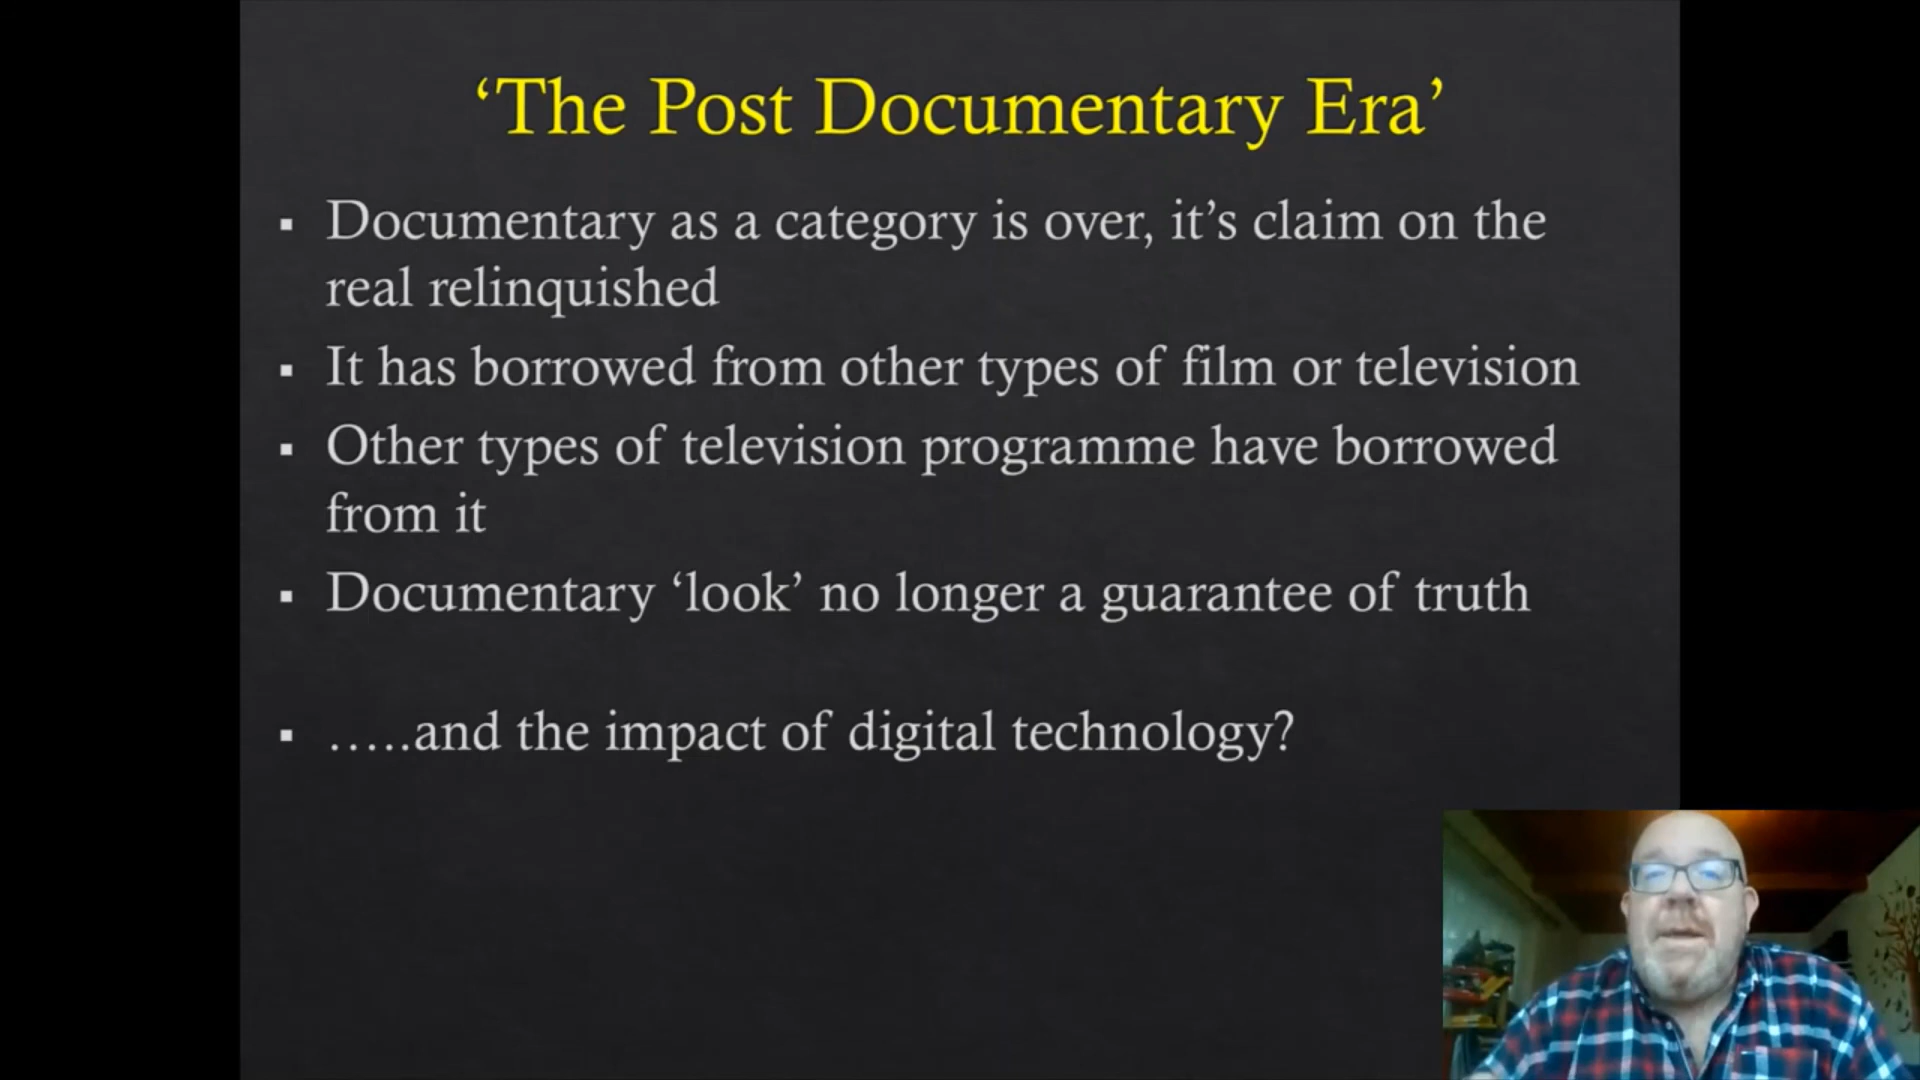 ‘The Post Documentary Era’
▪ Documentary as a category is over, it’s claim on the
real relinquished
▪ It has borrowed from other types of film or television
▪ Other types of television programme have borrowed
from it
▪ Documentary ‘look’ no longer a guarantee of truth
▪ …..and the impact of digital technology?